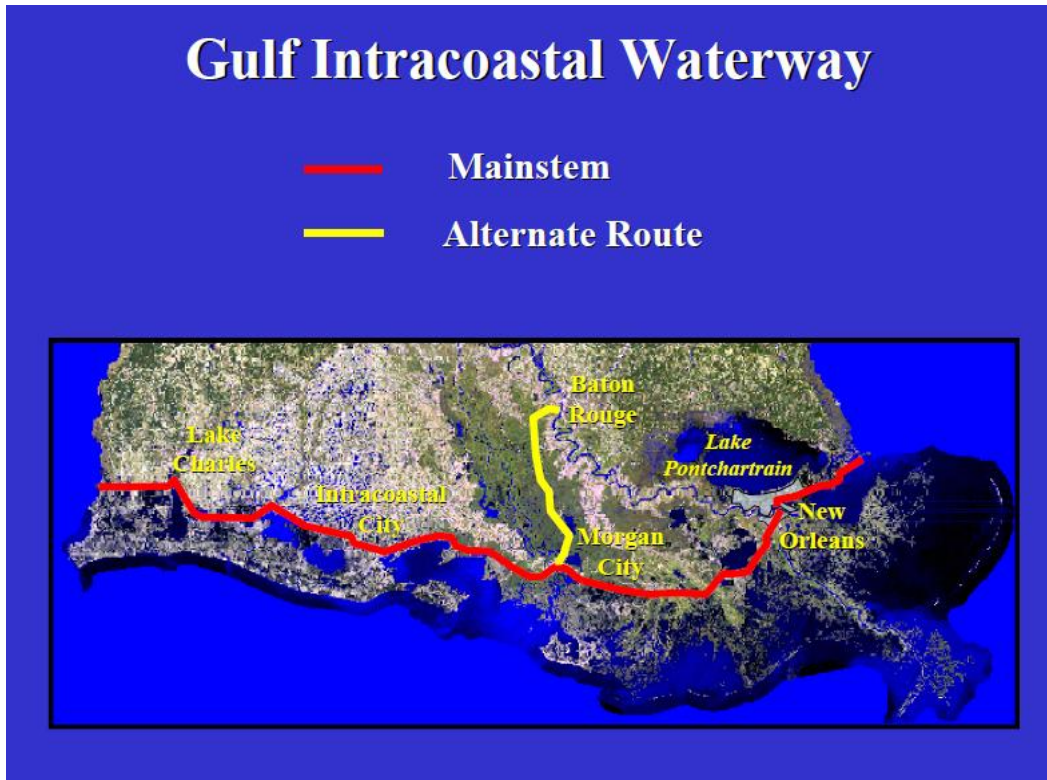 Gulf Intracoastal Waterway
Mainstem
Alternate Route
Baton
Rouge
Lake
Charles
Lake
Pontchartrain
Intracoastal
City
New
Orleans
Morgan
City